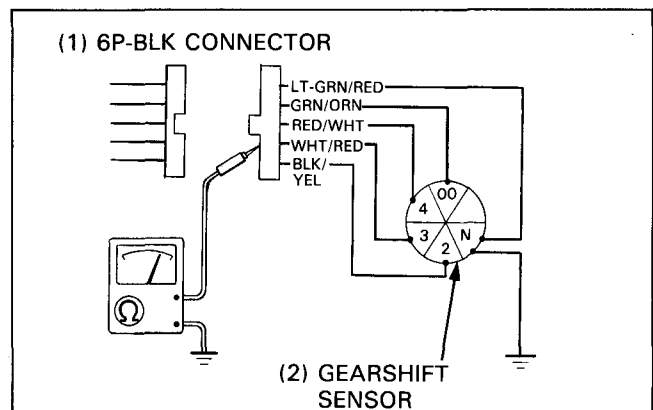 (1) 6P-BLK CONNECTOR
LT-GRN/RED
GRN/ORN
RED/WHT
WHT/RED
BLK/
YEL
OO
4
3
N
2
Ω
(2) GEARSHIFT
SENSOR